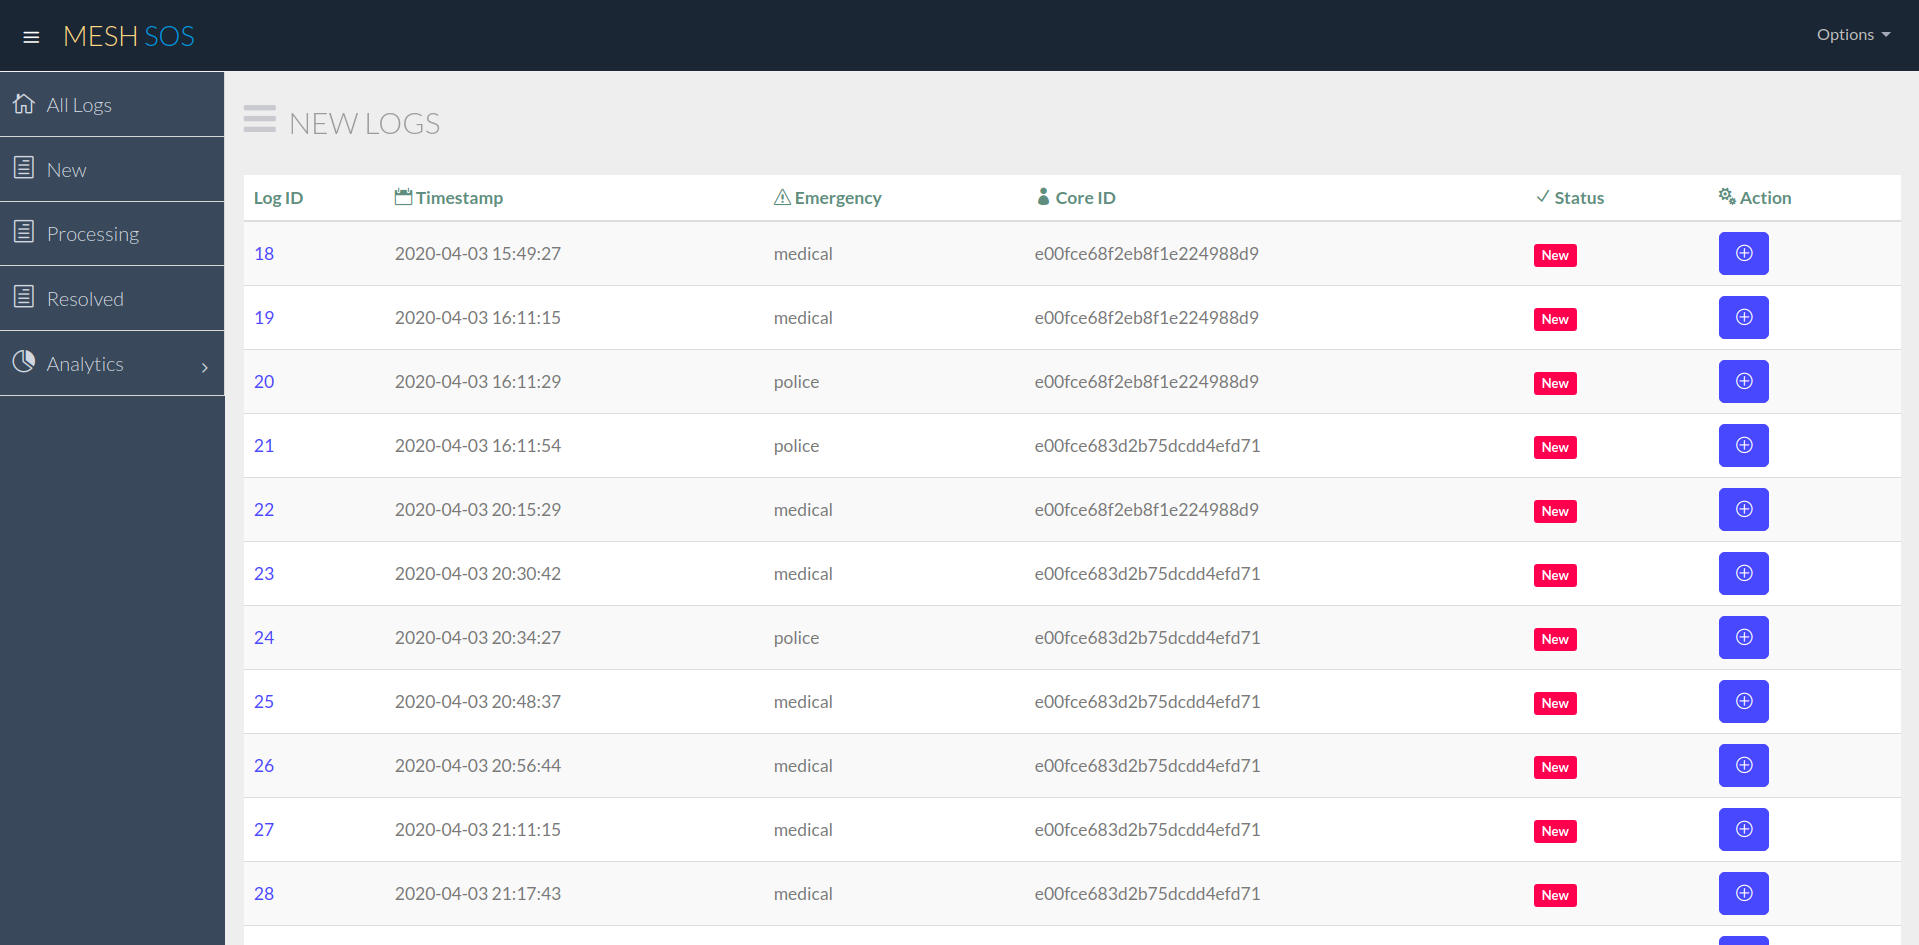 MESH SOS Options
All Logs
New
Processing
Resolved
Analytics
NEW LOGS
Log ID Timestamp Emergency Core ID Status Action
18 2020-04-03 15:49:27 medical e00fce68f2eb8f1e224988d9 New
19 2020-04-03 16:11:15 medical e00fce68f2eb8f1e224988d9 New
20 2020-04-03 16:11:29 police e00fce68f2eb8f1e224988d9 New
21 2020-04-03 16:11:54 police e00fce683d2b75dcdd4efd71 New
22 2020-04-03 20:15:29 medical e00fce68f2eb8f1e224988d9 New
23 2020-04-03 20:30:42 medical e00fce683d2b75dcdd4efd71 New
24 2020-04-03 20:34:27 police e00fce683d2b75dcdd4efd71 New
25 2020-04-03 20:48:37 medical e00fce683d2b75dcdd4efd71 New
26 2020-04-03 20:56:44 medical e00fce683d2b75dcdd4efd71 New
27 2020-04-03 21:11:15 medical e00fce683d2b75dcdd4efd71 New
28 2020-04-03 21:17:43 medical e00fce683d2b75dcdd4efd71 New